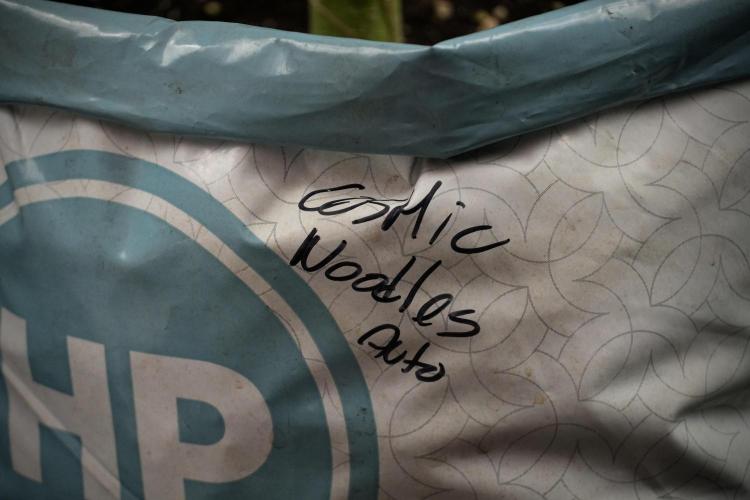 Cosmic
Noodles
Auto
HP